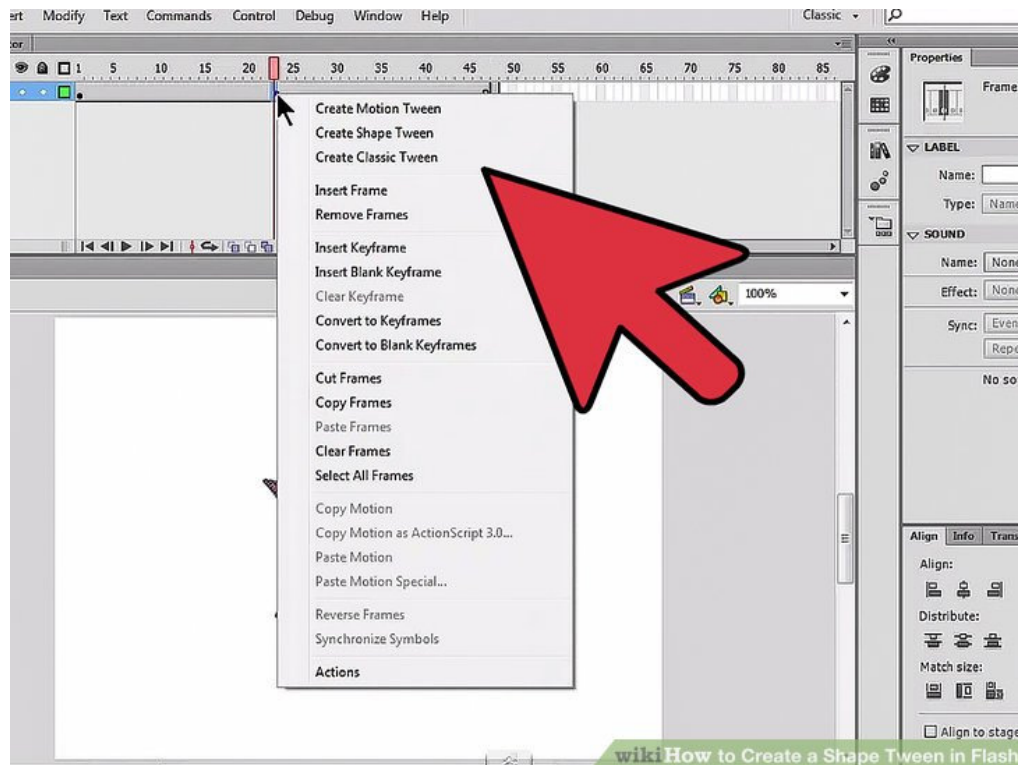 ert Modify Text Commands Control Debug Window Help Classic
tor
1 5 10 15 20 25 30 35 40 45 50 55 60 65 70 75 80 85
Create Motion Tween
Create Shape Tween
Create Classic Tween
Insert Frame
Remove Frames
Insert Keyframe
Insert Blank Keyframe
Clear Keyframe
Convert to Keyframes
Convert to Blank Keyframes
Cut Frames
Copy Frames
Paste Frames
Clear Frames
Select All Frames
Copy Motion
Copy Motion as ActionScript 3.0...
Paste Motion
Paste Motion Special...
Reverse Frames
Synchronize Symbols
Actions
100%
Properties
Frame
LABEL
Name:
Type: Name
SOUND
Name: None
Effect: None
Sync: Even
Repe
No so
Align Info Trans
Align:
Distribute:
Match size:
Align to stage
wikiHow to Create a Shape Tween in Flash